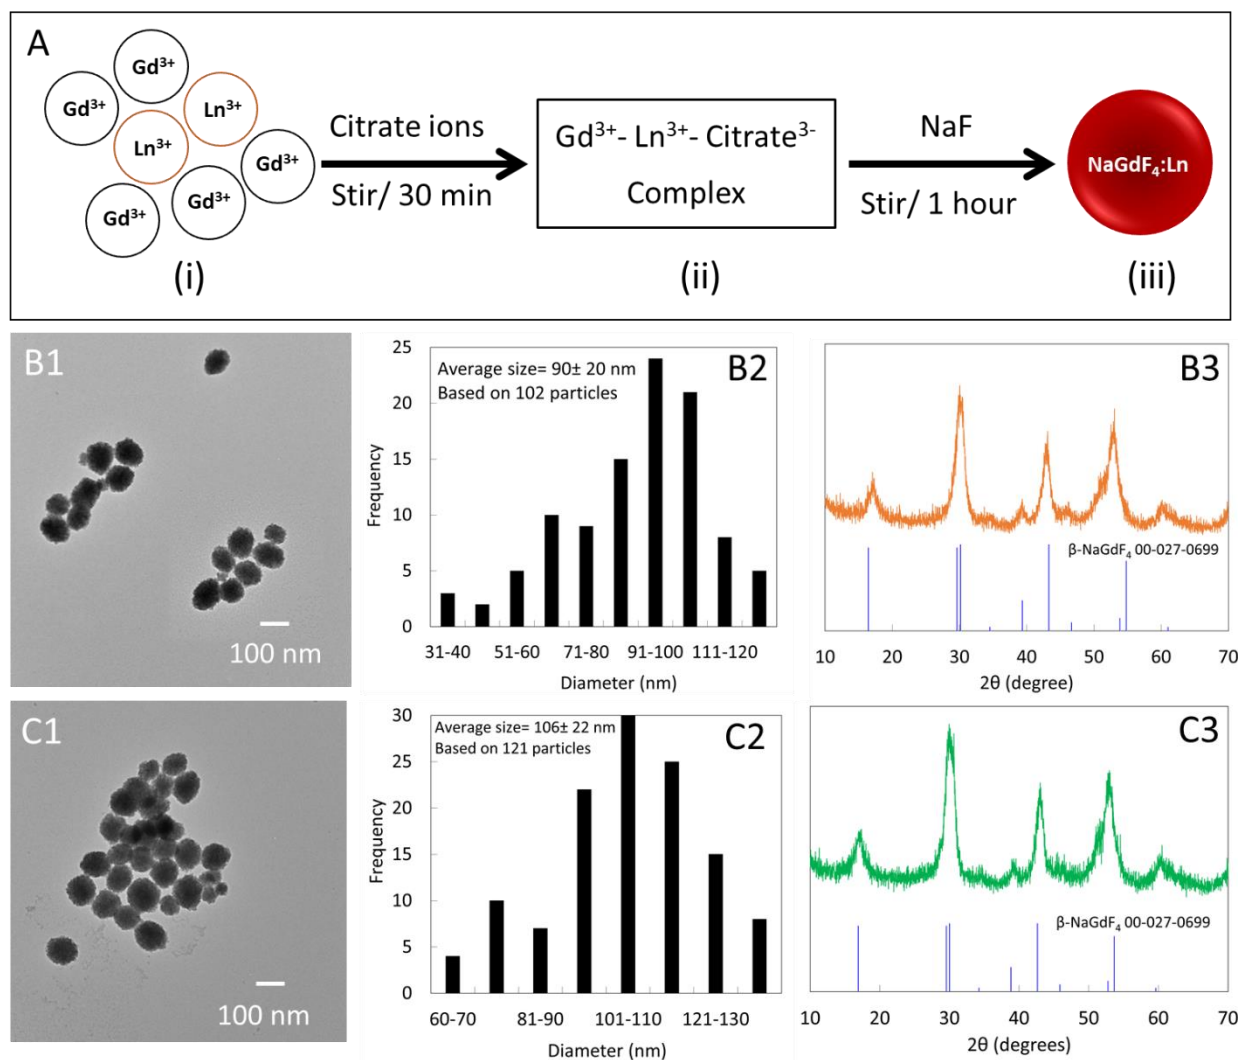 A
Gd³⁺
Gd³⁺
Ln³⁺
Ln³⁺
Gd³⁺
Gd³⁺
Gd³⁺
Citrate ions
Stir/ 30 min
Gd³⁺- Ln³⁺- Citrate³⁻
Complex
NaF
Stir/ 1 hour
NaGdF₄:Ln
(i)
(ii)
(iii)
B1
100 nm
B2
Average size= 90± 20 nm
Based on 102 particles
Frequency
25
20
15
10
5
0
31-40 51-60 71-80 91-100 111-120
Diameter (nm)
B3
β-NaGdF₄ 00-027-0699
10 20 30 40 50 60 70
2θ (degree)
C1
100 nm
C2
Average size= 106± 22 nm
Based on 121 particles
Frequency
30
25
20
15
10
5
0
60-70 81-90 101-110 121-130
Diameter (nm)
C3
β-NaGdF₄ 00-027-0699
10 20 30 40 50 60 70
2θ (degrees)